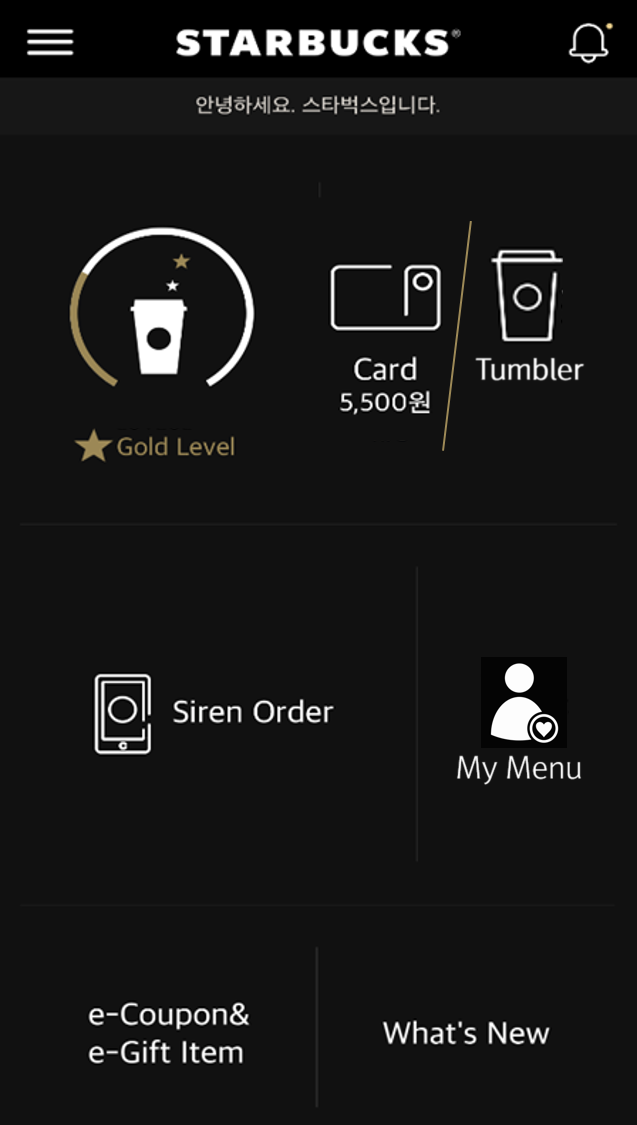 STARBUCKS®
안녕하세요. 스타벅스입니다.
Card
5,500원
Tumbler
Gold Level
Siren Order
My Menu
e-Coupon&
e-Gift Item
What's New